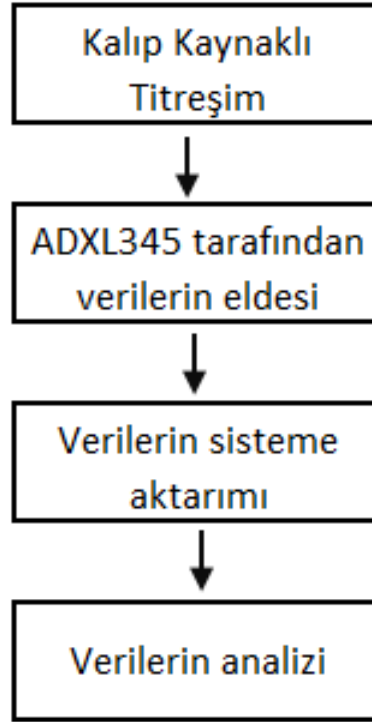 Kalıp Kaynaklı
Titreşim
ADXL345 tarafından
verilerin eldesi
Verilerin sisteme
aktarımı
Verilerin analizi